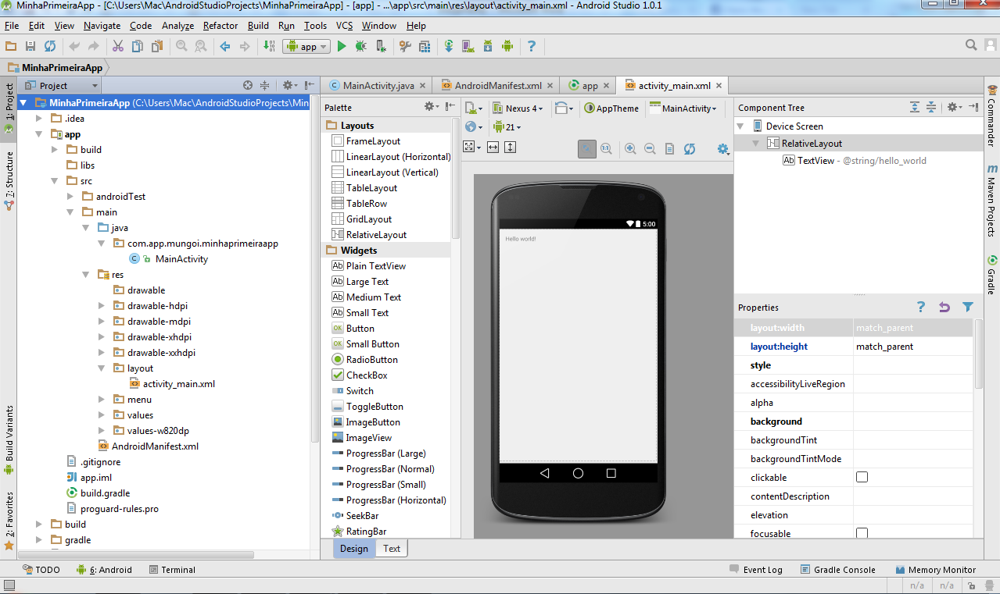 MinhaPrimeiraApp - [C:\Users\Mac\AndroidStudioProjects\MinhaPrimeiraApp] - [app] - ...\app\src\main\res\layout\activity_main.xml - Android Studio 1.0.1
File Edit View Navigate Code Analyze Refactor Build Run Tools VCS Window Help
app
MinhaPrimeiraApp
1: Project
7: Structure
Build Variants
2: Favorites
Project
MinhaPrimeiraApp (C:\Users\Mac\AndroidStudioProjects\Min
.idea
app
build
libs
src
androidTest
main
java
com.app.mungoi.minhaprimeiraapp
MainActivity
res
drawable
drawable-hdpi
drawable-mdpi
drawable-xhdpi
drawable-xxhdpi
layout
activity_main.xml
menu
values
values-w820dp
AndroidManifest.xml
.gitignore
app.iml
build.gradle
proguard-rules.pro
build
gradle
MainActivity.java AndroidManifest.xml app activity_main.xml
Palette
Layouts
FrameLayout
LinearLayout (Horizontal)
LinearLayout (Vertical)
TableLayout
TableRow
GridLayout
RelativeLayout
Widgets
Ab Plain TextView
Ab Large Text
Ab Medium Text
Ab Small Text
OK Button
OK Small Button
RadioButton
CheckBox
Switch
ToggleButton
ImageButton
ImageView
ProgressBar (Large)
ProgressBar (Normal)
ProgressBar (Small)
ProgressBar (Horizontal)
SeekBar
RatingBar
Design Text
Nexus 4 AppTheme MainActivity
21
5:00
Hello world!
Component Tree
Device Screen
RelativeLayout
Ab TextView - @string/hello_world
Properties
layout:width match_parent
layout:height match_parent
style
accessibilityLiveRegion
alpha
background
backgroundTint
backgroundTintMode
clickable
contentDescription
elevation
focusable
Commander
Maven Projects
Gradle
TODO 6: Android Terminal Event Log Gradle Console Memory Monitor
n/a n/a